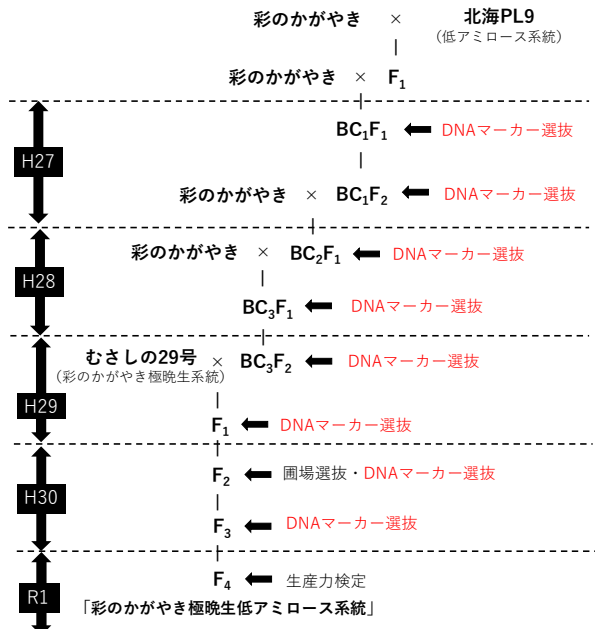 彩のかがやき × 北海PL9
(低アミロース系統)
彩のかがやき × F₁
H27
BC₁F₁ DNAマーカー選抜
彩のかがやき × BC₁F₂ DNAマーカー選抜
H28
彩のかがやき × BC₂F₁ DNAマーカー選抜
BC₃F₁ DNAマーカー選抜
H29
むさしの29号 × BC₃F₂ DNAマーカー選抜
(彩のかがやき極晩生系統)
F₁ DNAマーカー選抜
H30
F₂ 圃場選抜・DNAマーカー選抜
F₃ DNAマーカー選抜
R1
F₄ 生産力検定
「彩のかがやき極晩生低アミロース系統」